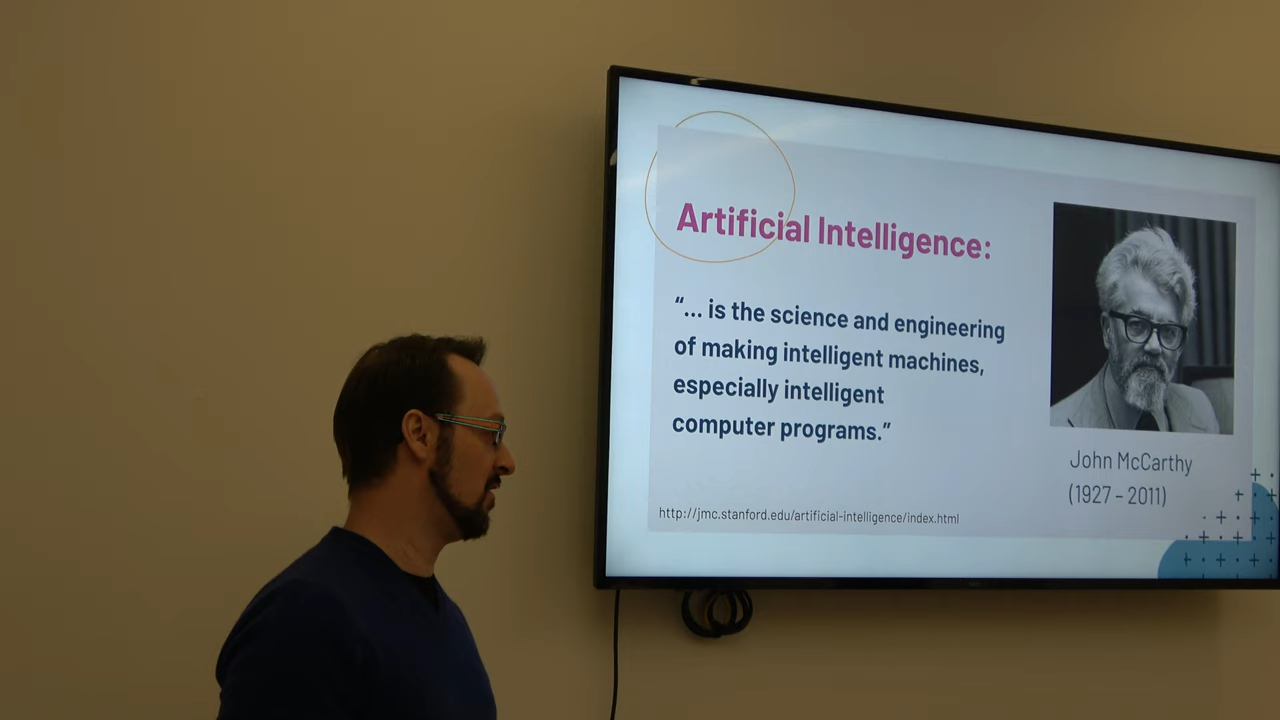 Artificial Intelligence:
“... is the science and engineering
of making intelligent machines,
especially intelligent
computer programs.”
http://jmc.stanford.edu/artificial-intelligence/index.html
John McCarthy
(1927 - 2011)